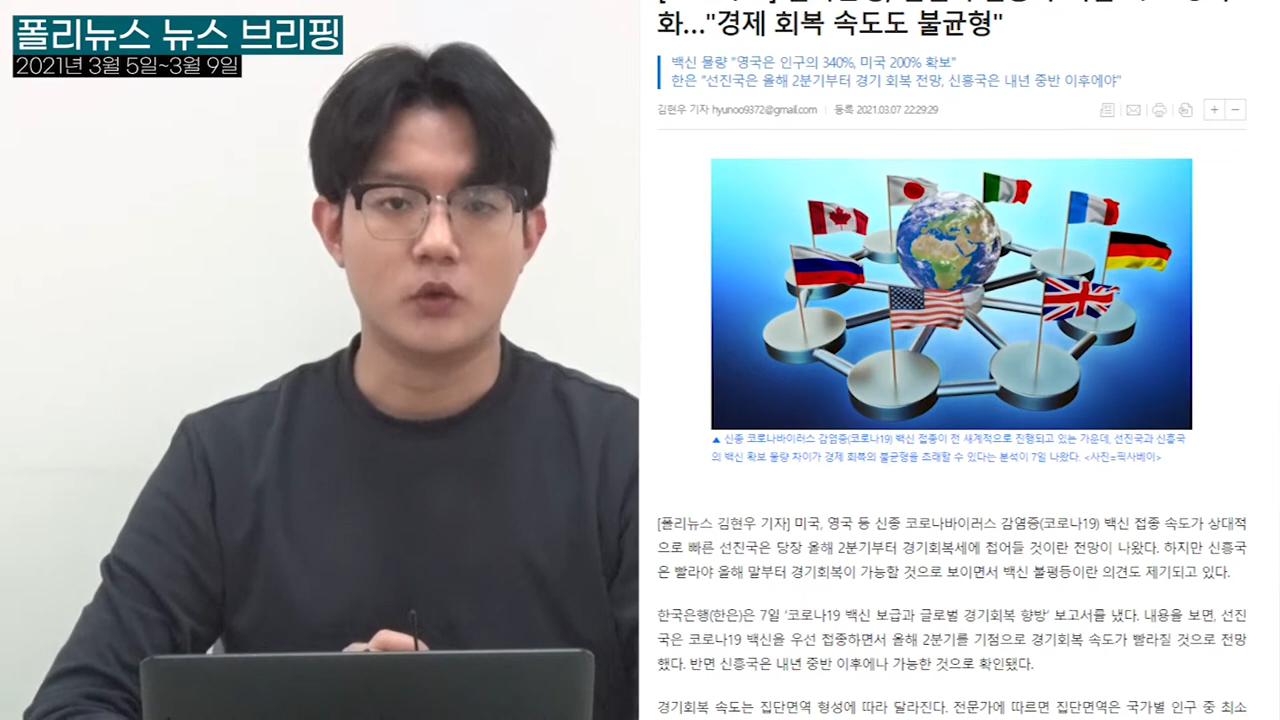 폴리뉴스 뉴스 브리핑
2021년 3월 5일~3월 9일
화..."경제 회복 속도도 불균형"
백신 물량 "영국은 인구의 340%, 미국 200% 확보"
한은 "선진국은 올해 2분기부터 경기 회복 전망, 신흥국은 내년 중반 이후에야"
김현우 기자 hyunoo9372@gmail.com 등록 2021.03.07 22:29:29
▲ 신종 코로나바이러스 감염증(코로나19) 백신 접종이 전 세계적으로 진행되고 있는 가운데, 선진국과 신흥국
의 백신 확보 물량 차이가 경제 회복의 불균형을 초래할 수 있다는 분석이 7일 나왔다. <사진=픽사베이>
[폴리뉴스 김현우 기자] 미국, 영국 등 신종 코로나바이러스 감염증(코로나19) 백신 접종 속도가 상대적
으로 빠른 선진국은 당장 올해 2분기부터 경기회복세에 접어들 것이란 전망이 나왔다. 하지만 신흥국
은 빨라야 올해 말부터 경기회복이 가능할 것으로 보이면서 백신 불평등이란 의견도 제기되고 있다.
한국은행(한은)은 7일 '코로나19 백신 보급과 글로벌 경기회복 향방' 보고서를 냈다. 내용을 보면, 선진
국은 코로나19 백신을 우선 접종하면서 올해 2분기를 기점으로 경기회복 속도가 빨라질 것으로 전망
했다. 반면 신흥국은 내년 중반 이후에나 가능한 것으로 확인됐다.
경기회복 속도는 집단면역 형성에 따라 달라진다. 전문가에 따르면 집단면역은 국가별 인구 중 최소